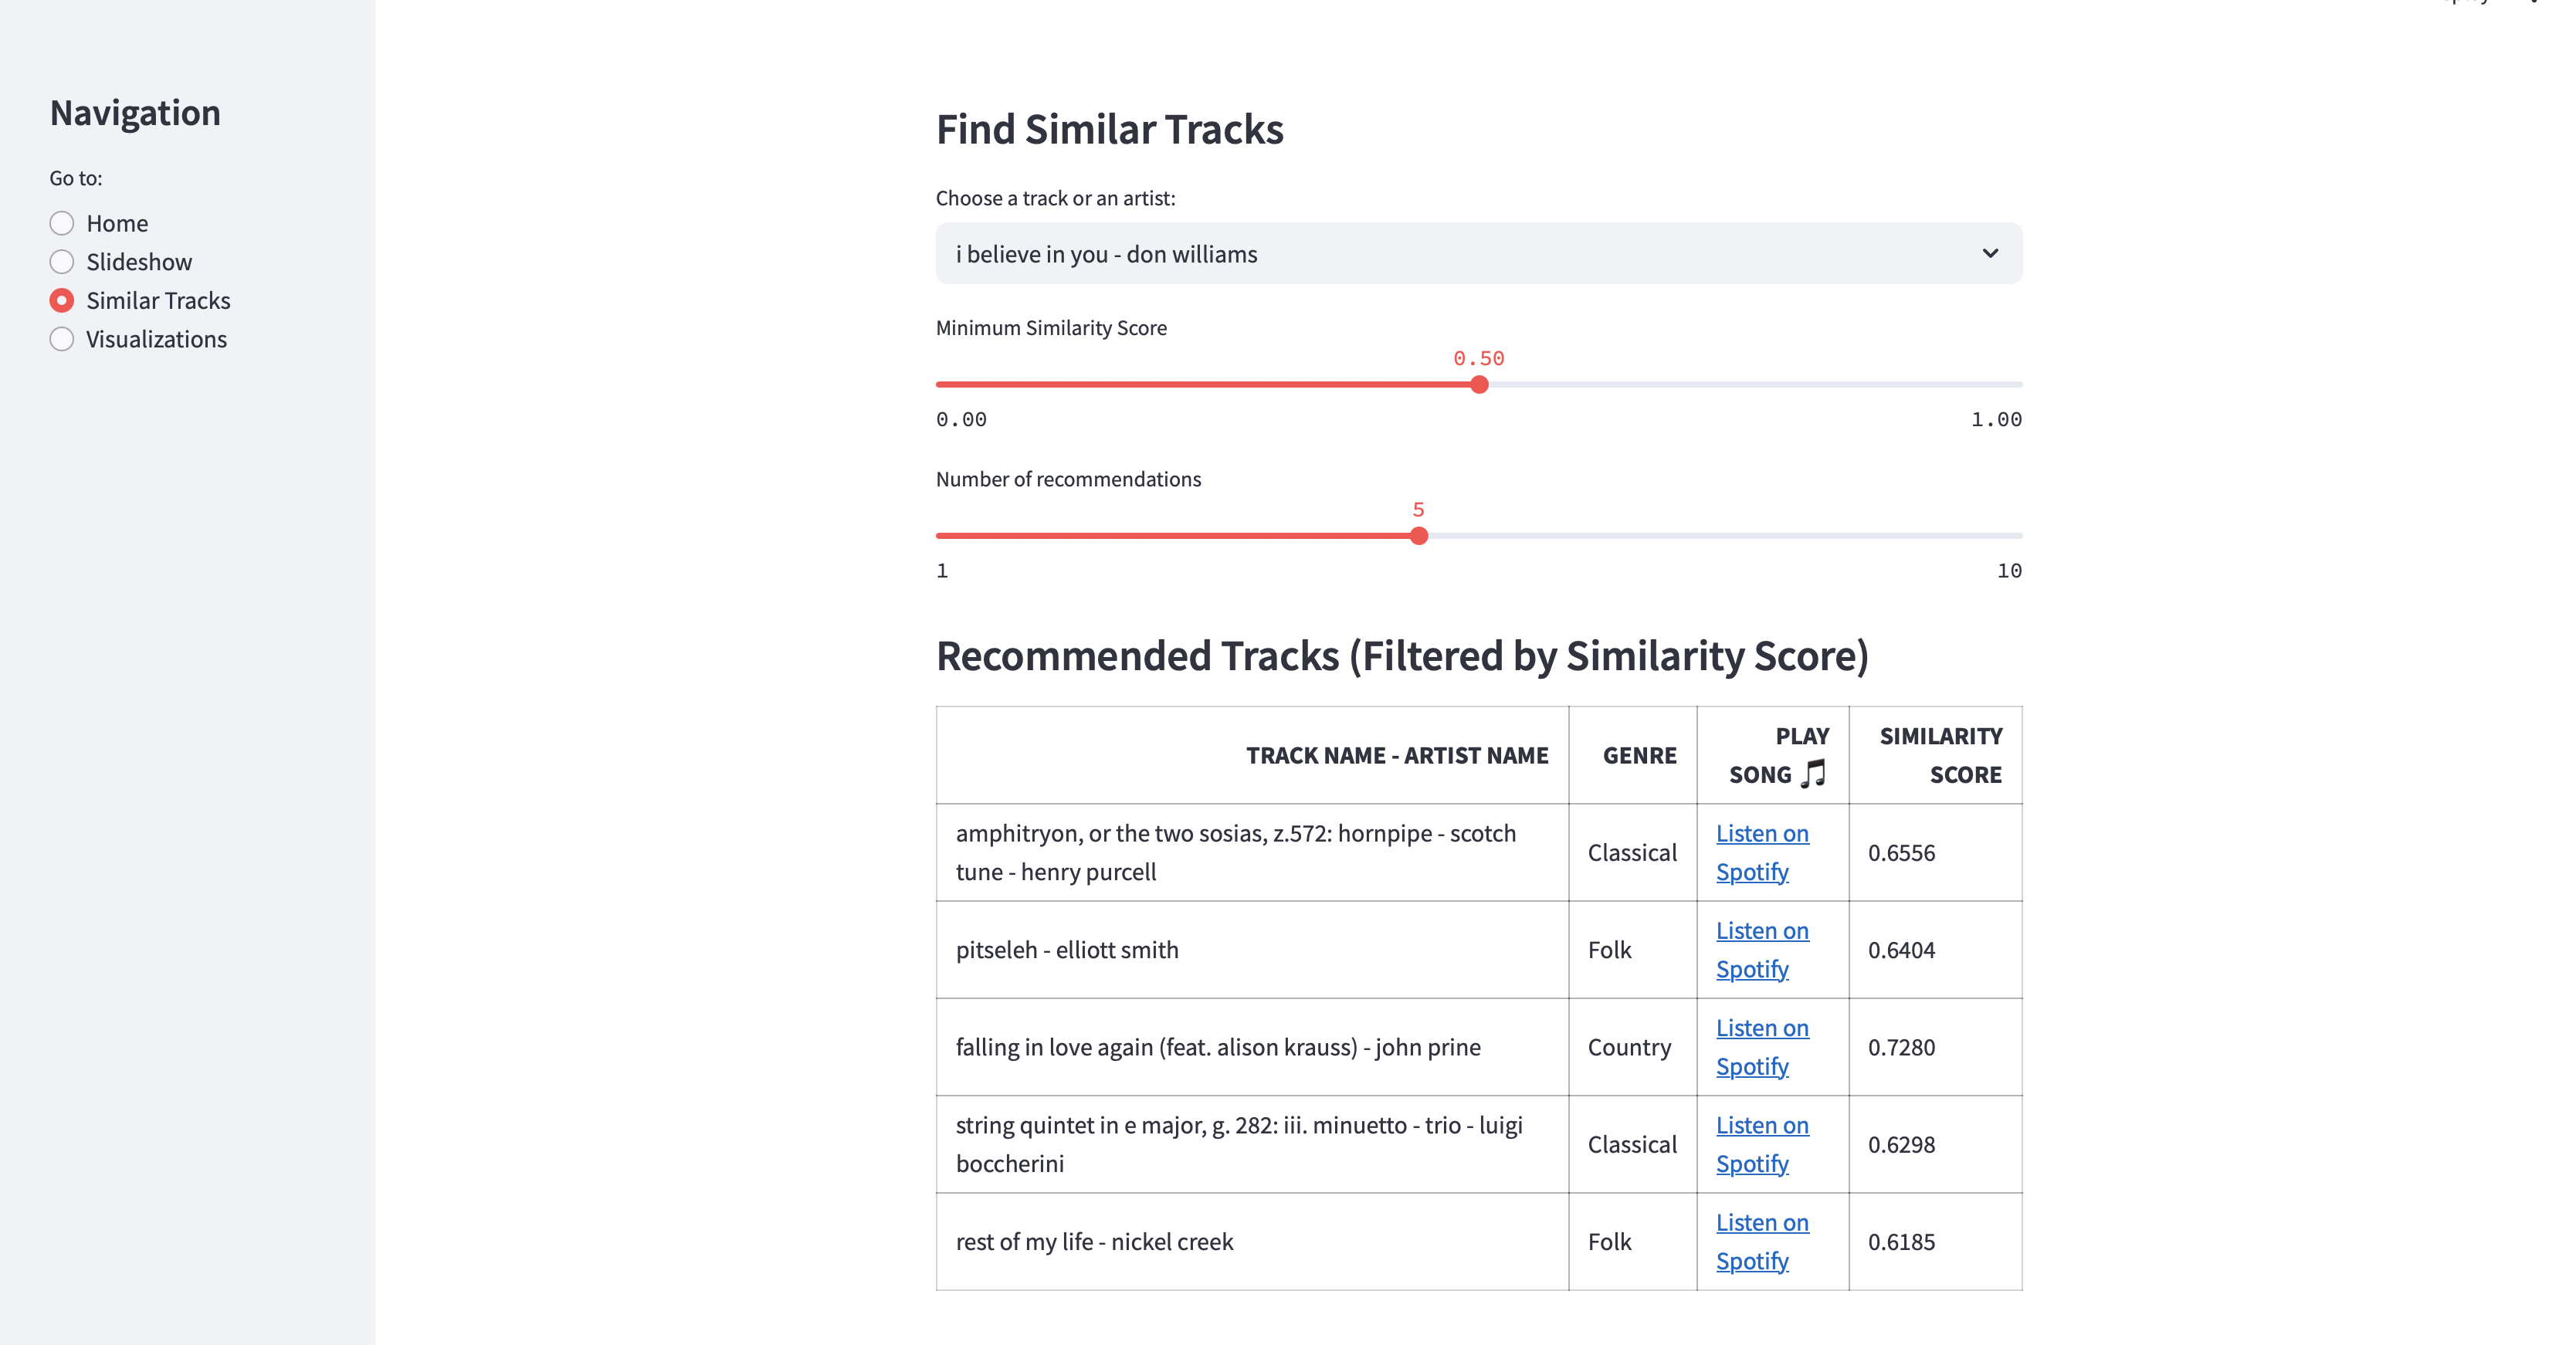 Navigation
Go to:
Home
Slideshow
Similar Tracks
Visualizations
Find Similar Tracks
Choose a track or an artist:
i believe in you - don williams
Minimum Similarity Score
0.50
0.00 1.00
Number of recommendations
5
1 10
Recommended Tracks (Filtered by Similarity Score)
TRACK NAME - ARTIST NAME
GENRE
PLAY
SONG 🎵
SIMILARITY
SCORE
amphitryon, or the two sosias, z.572: hornpipe - scotch
tune - henry purcell
Classical
Listen on
Spotify
0.6556
pitseleh - elliott smith
Folk
Listen on
Spotify
0.6404
falling in love again (feat. alison krauss) - john prine
Country
Listen on
Spotify
0.7280
string quintet in e major, g. 282: iii. minuetto - trio - luigi
boccherini
Classical
Listen on
Spotify
0.6298
rest of my life - nickel creek
Folk
Listen on
Spotify
0.6185